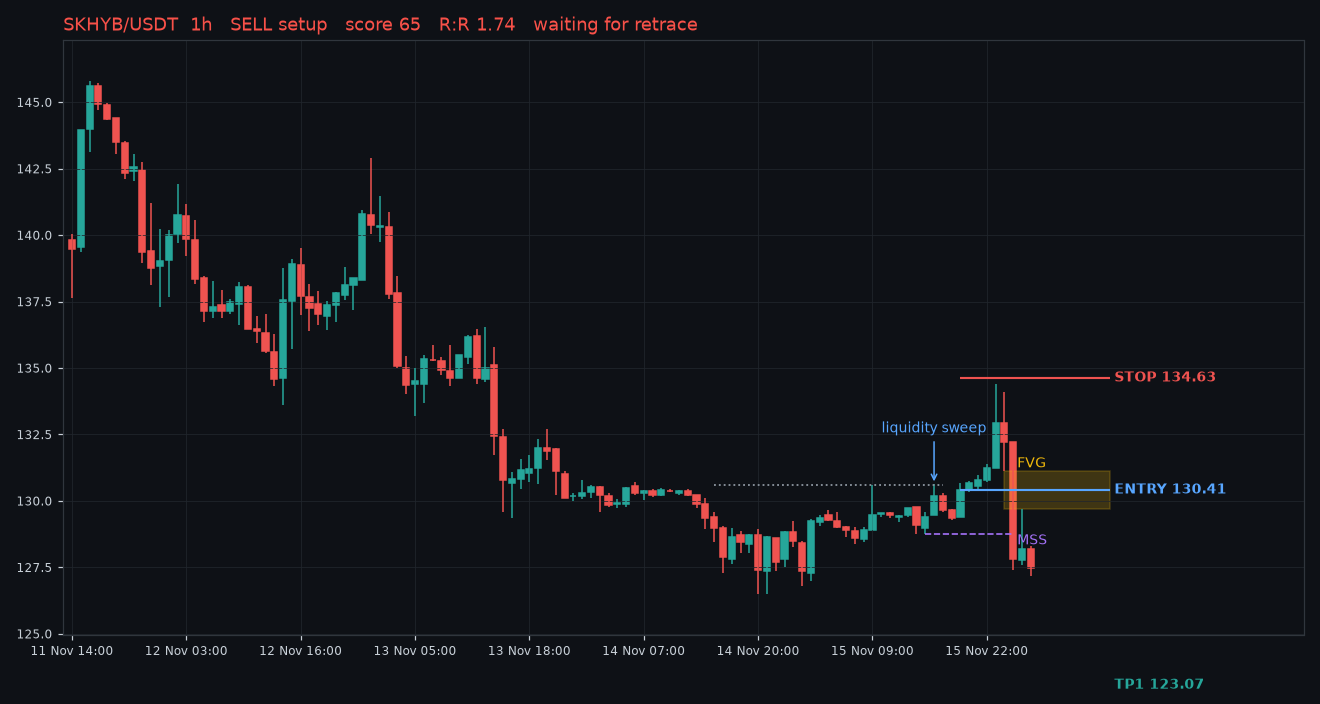 SKHYB/USDT  1h   SELL setup   score 65   R:R 1.74   waiting for retrace
145.0
142.5
140.0
137.5
135.0
132.5
130.0
127.5
125.0
STOP 134.63
liquidity sweep
FVG
ENTRY 130.41
MSS
11 Nov 14:00 12 Nov 03:00 12 Nov 16:00 13 Nov 05:00 13 Nov 18:00 14 Nov 07:00 14 Nov 20:00 15 Nov 09:00 15 Nov 22:00
TP1 123.07